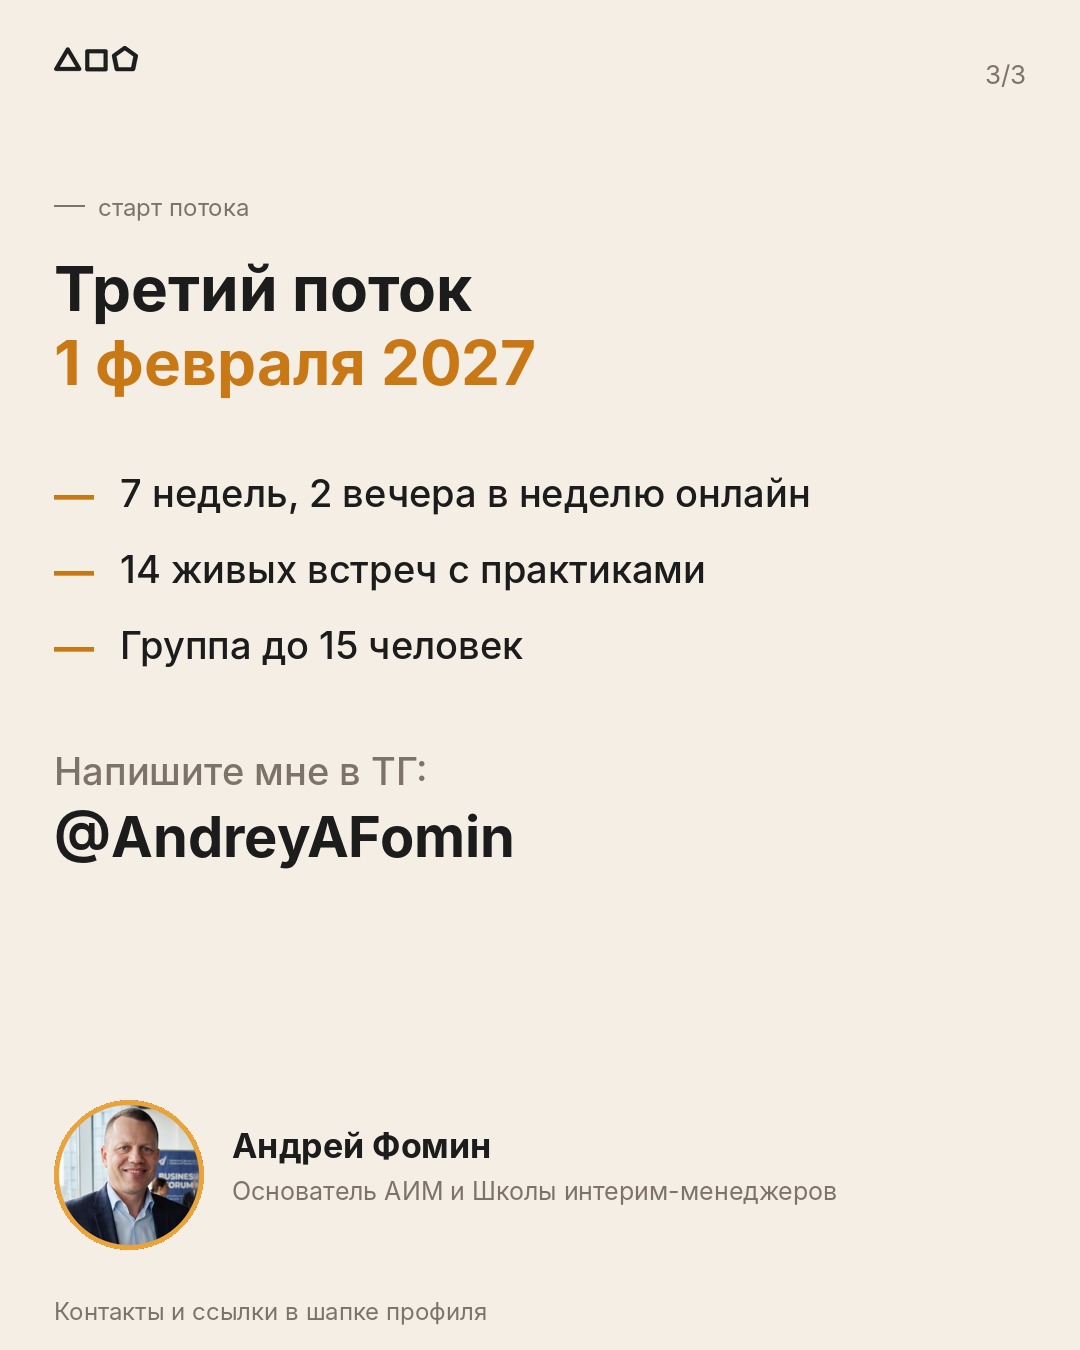 3/3
— старт потока
Третий поток
1 февраля 2027
— 7 недель, 2 вечера в неделю онлайн
— 14 живых встреч с практиками
— Группа до 15 человек
Напишите мне в ТГ:
@AndreyAFomin
BUSINES
FORUM
Андрей Фомин
Основатель АИМ и Школы интерим-менеджеров
Контакты и ссылки в шапке профиля